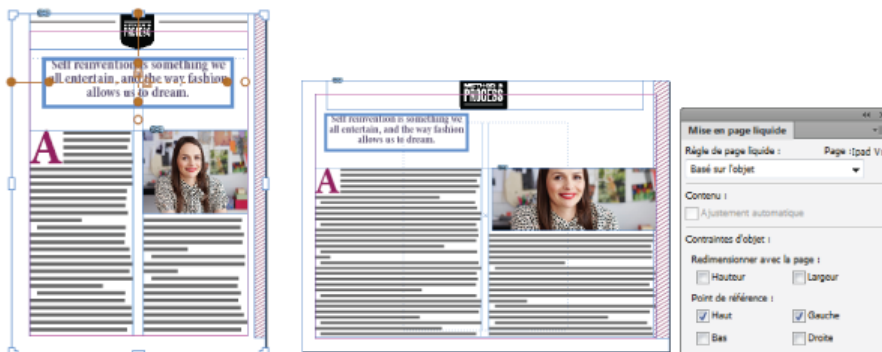 PROCESS
Self reinvention is something we
all entertain, and the way fashion
allows us to dream.
A
METHOD &
PROCESS
Self reinvention is something we
all entertain, and the way fashion
allows us to dream.
A
Mise en page liquide
Règle de page liquide : Page : Ipad V
Basé sur l'objet
Contenu :
Ajustement automatique
Contraintes d'objet :
Redimensionner avec la page :
Hauteur Largeur
Point de référence :
Haut Gauche
Bas Droite